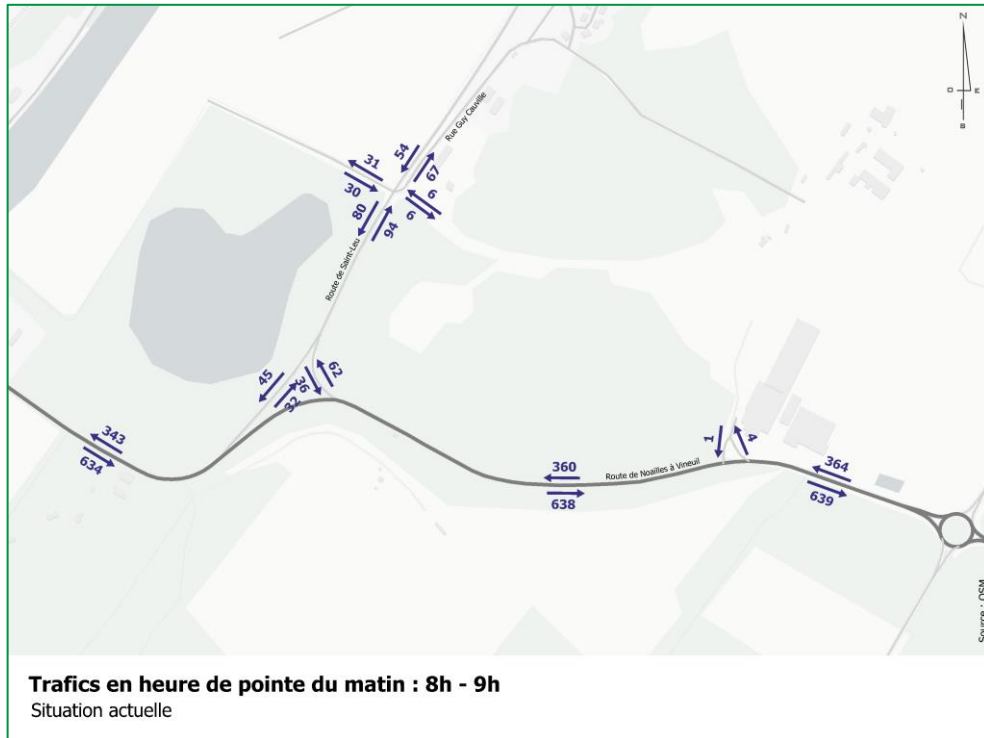 N
E
Rue Guy Cauville
54
67
31
30
6
6
80
94
Route de Saint-Leu
45
32
36
62
343
634
360
638
Route de Noailles à Vineuil
1
4
364
639
Source : OSM
Trafics en heure de pointe du matin : 8h - 9h
Situation actuelle